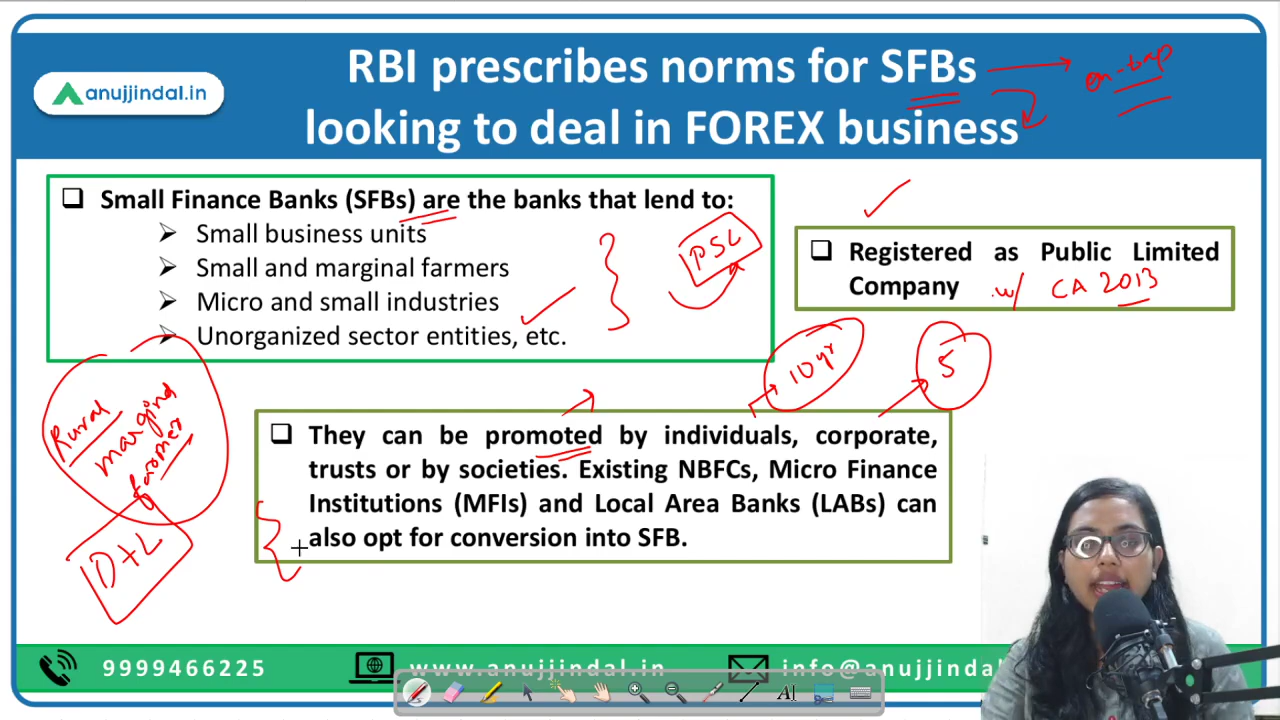 RBI prescribes norms for SFBs
looking to deal in FOREX business
on-tap
anujjindal.in
Small Finance Banks (SFBs) are the banks that lend to:
Small business units
Small and marginal farmers
Micro and small industries
Unorganized sector entities, etc.
PSL
Registered as Public Limited
Company w/ CA 2013
10yr
5
Rural
marginal
farmer
D+L
They can be promoted by individuals, corporate,
trusts or by societies. Existing NBFCs, Micro Finance
Institutions (MFIs) and Local Area Banks (LABs) can
also opt for conversion into SFB.
9999466225
www.anujjindal.in
info@anujjindal